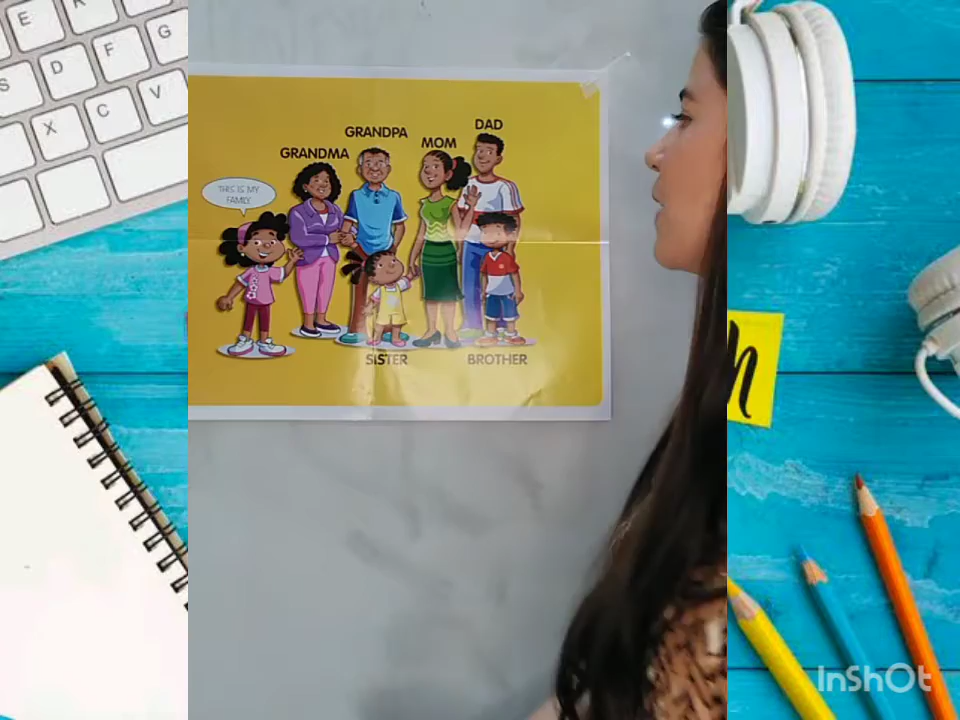 E R
S D F G
X C V
GRANDPA
DAD
GRANDMA
MOM
THIS IS MY
FAMILY
SISTER
BROTHER
n
InShOt